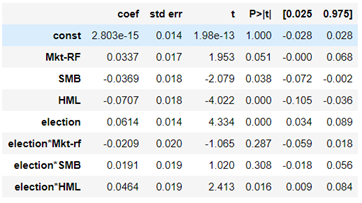 coef std err t P>|t| [0.025 0.975]
const 2.803e-15 0.014 1.98e-13 1.000 -0.028 0.028
Mkt-RF 0.0337 0.017 1.953 0.051 -0.000 0.068
SMB -0.0369 0.018 -2.079 0.038 -0.072 -0.002
HML -0.0707 0.018 -4.022 0.000 -0.105 -0.036
election 0.0614 0.014 4.334 0.000 0.034 0.089
election*Mkt-rf -0.0209 0.020 -1.065 0.287 -0.059 0.018
election*SMB 0.0191 0.019 1.020 0.308 -0.018 0.056
election*HML 0.0464 0.019 2.413 0.016 0.009 0.084